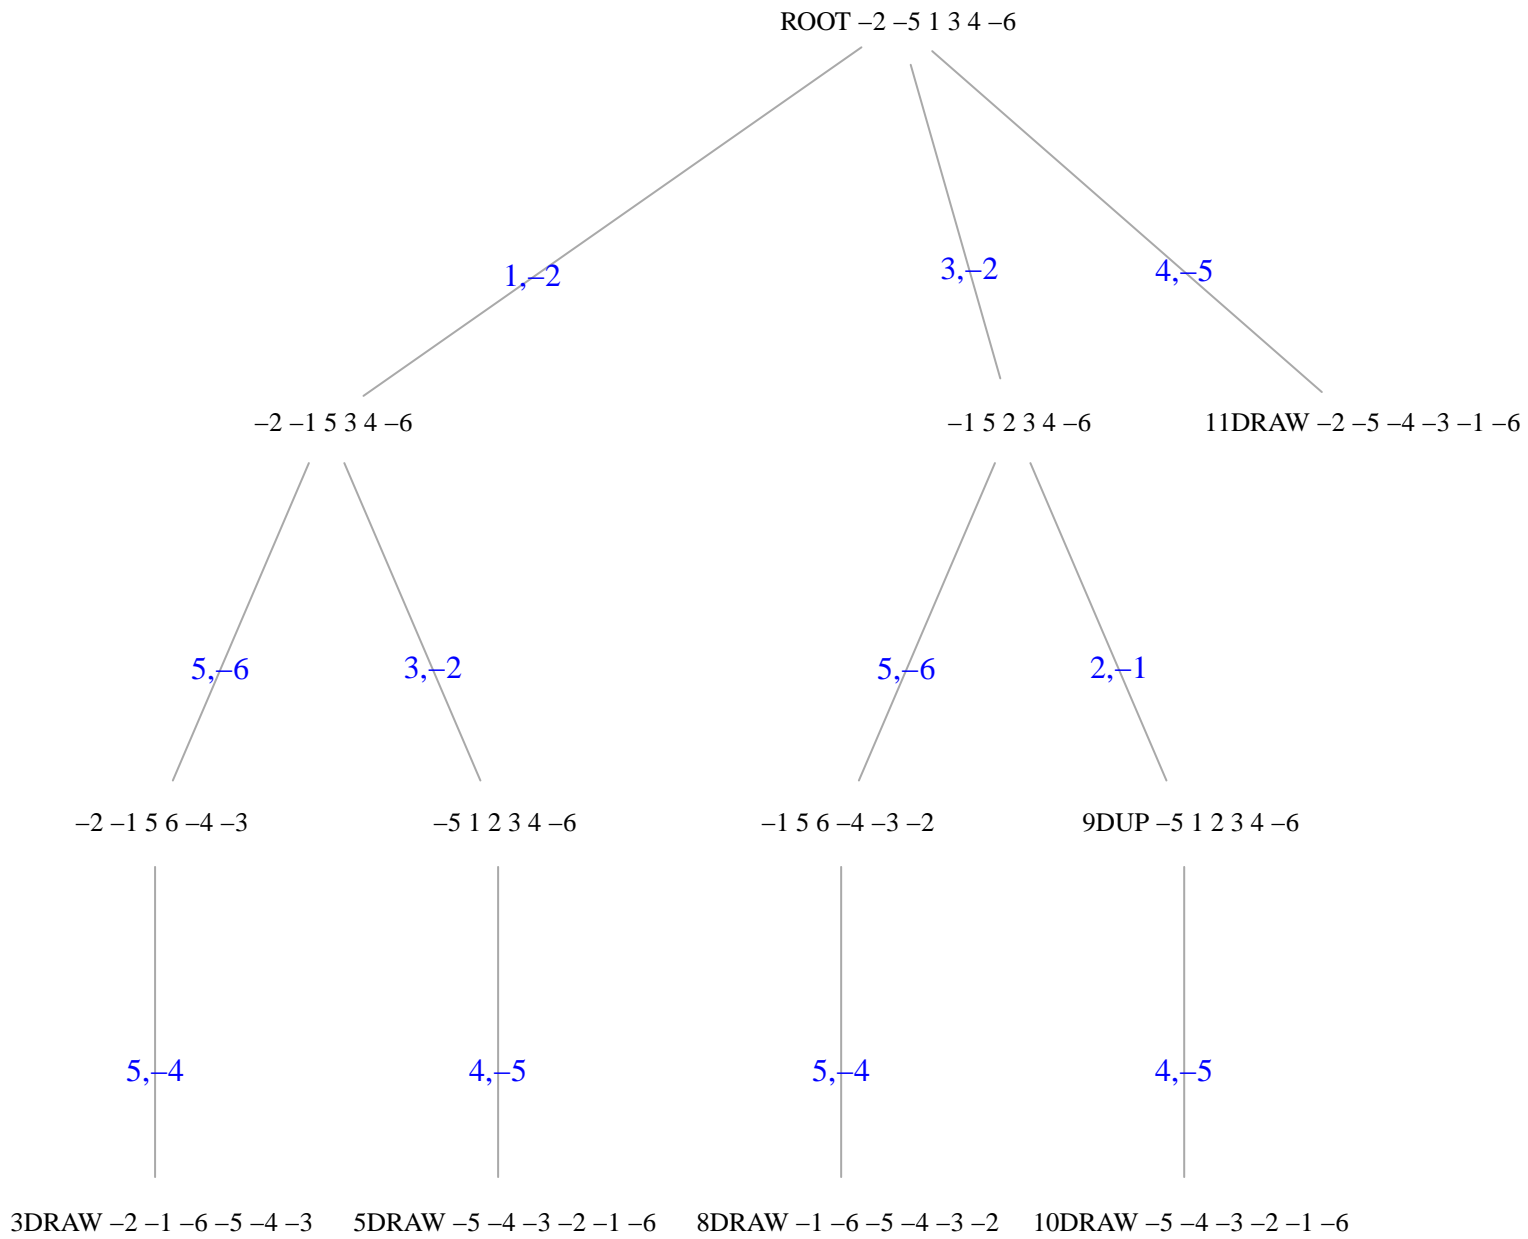 ROOT –2 –5 1 3 4 –6
1,–2
3,–2
4,–5
–2 –1 5 3 4 –6
–1 5 2 3 4 –6
11DRAW –2 –5 –4 –3 –1 –6
5,–6
3,–2
5,–6
2,–1
–2 –1 5 6 –4 –3
–5 1 2 3 4 –6
–1 5 6 –4 –3 –2
9DUP –5 1 2 3 4 –6
5,–4
4,–5
5,–4
4,–5
3DRAW –2 –1 –6 –5 –4 –3
5DRAW –5 –4 –3 –2 –1 –6
8DRAW –1 –6 –5 –4 –3 –2
10DRAW –5 –4 –3 –2 –1 –6